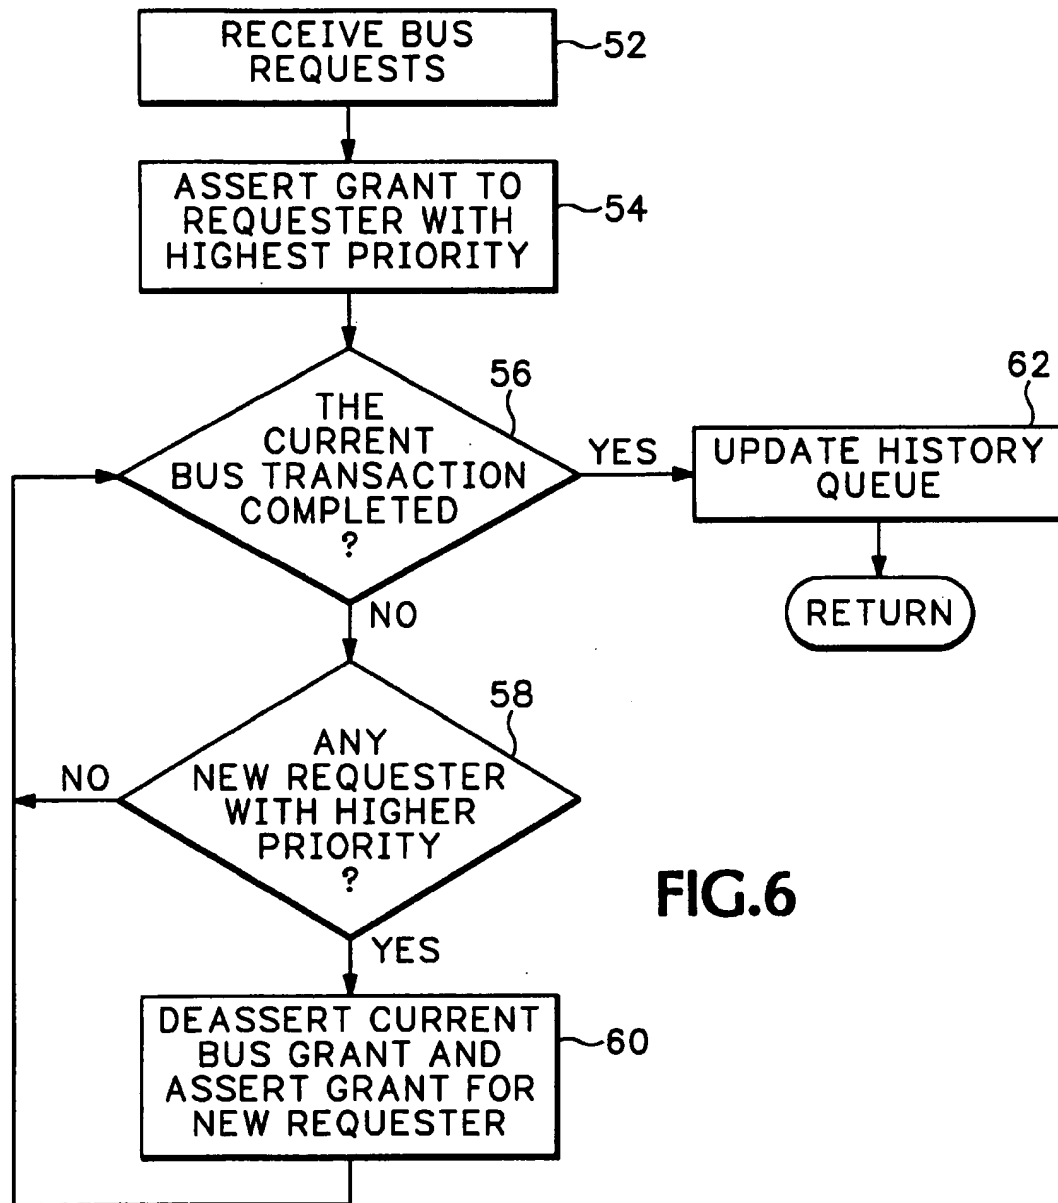 RECEIVE BUS
REQUESTS
52
ASSERT GRANT TO
REQUESTER WITH
HIGHEST PRIORITY
54
THE
CURRENT
BUS TRANSACTION
COMPLETED
?
56
YES
UPDATE HISTORY
QUEUE
62
RETURN
NO
ANY
NEW REQUESTER
WITH HIGHER
PRIORITY
?
58
NO
YES
DEASSERT CURRENT
BUS GRANT AND
ASSERT GRANT FOR
NEW REQUESTER
60
FIG.6